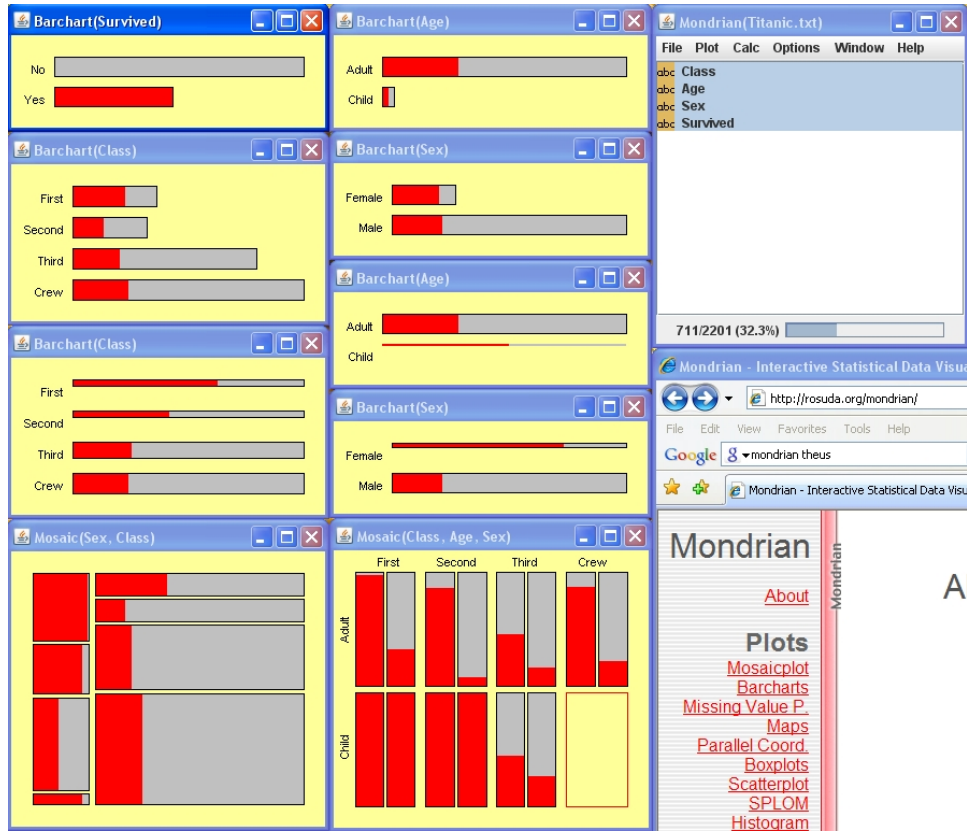 Barchart(Survived)
No
Yes
Barchart(Age)
Adult
Child
Mondrian(Titanic.txt)
File Plot Calc Options Window Help
abc Class
abc Age
abc Sex
abc Survived
711/2201 (32.3%)
Barchart(Class)
First
Second
Third
Crew
Barchart(Sex)
Female
Male
Barchart(Age)
Adult
Child
Barchart(Class)
First
Second
Third
Crew
Barchart(Sex)
Female
Male
Mosaic(Sex, Class)
Mosaic(Class, Age, Sex)
First Second Third Crew
Adult
Child
Mondrian - Interactive Statistical Data Visua
http://rosuda.org/mondrian/
File Edit View Favorites Tools Help
Google mondrian theus
Mondrian - Interactive Statistical Data Visu
Mondrian
Mondrian
A
About
Plots
Mosaicplot
Barcharts
Missing Value P.
Maps
Parallel Coord.
Boxplots
Scatterplot
SPLOM
Histogram